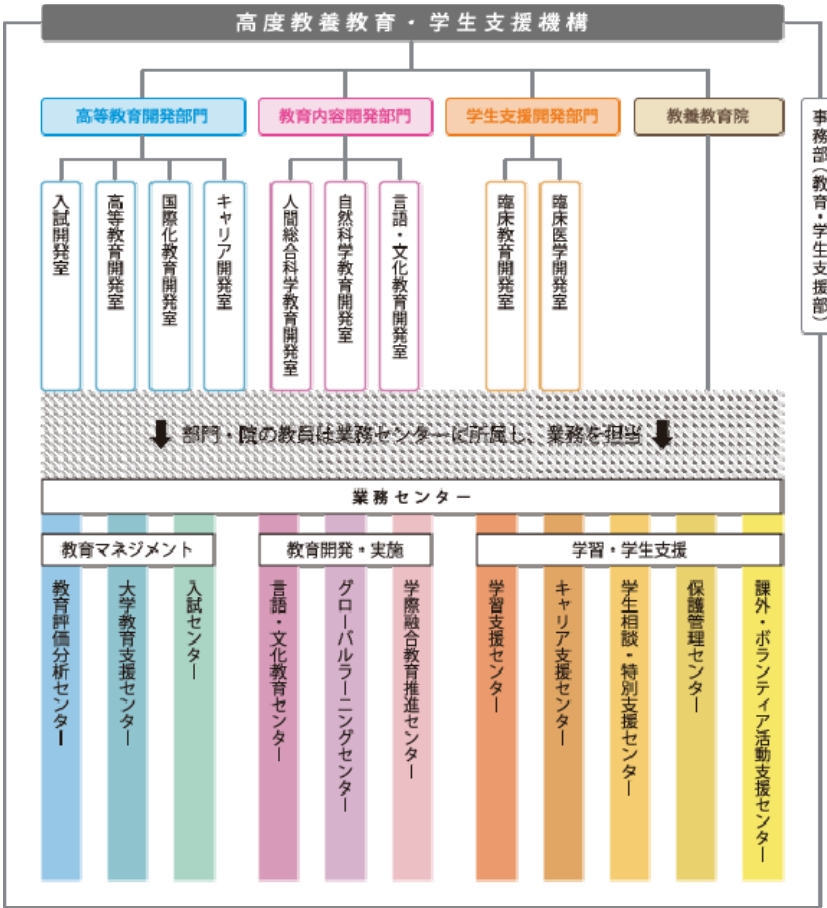 高度教養教育・学生支援機構
高等教育開発部門
教育内容開発部門
学生支援開発部門
教養教育院
事務部（教育・学生支援部）
入試開発室
高等教育開発室
国際化教育開発室
キャリア開発室
人間総合科学教育開発室
自然科学教育開発室
言語・文化教育開発室
臨床教育開発室
臨床医学開発室
部門・院の教員は業務センターに所属し、業務を担当
業務センター
教育マネジメント
教育開発・実施
学習・学生支援
教育評価分析センター
大学教育支援センター
入試センター
言語・文化教育センター
グローバルラーニングセンター
学際融合教育推進センター
学習支援センター
キャリア支援センター
学生相談・特別支援センター
保護管理センター
課外・ボランティア活動支援センター